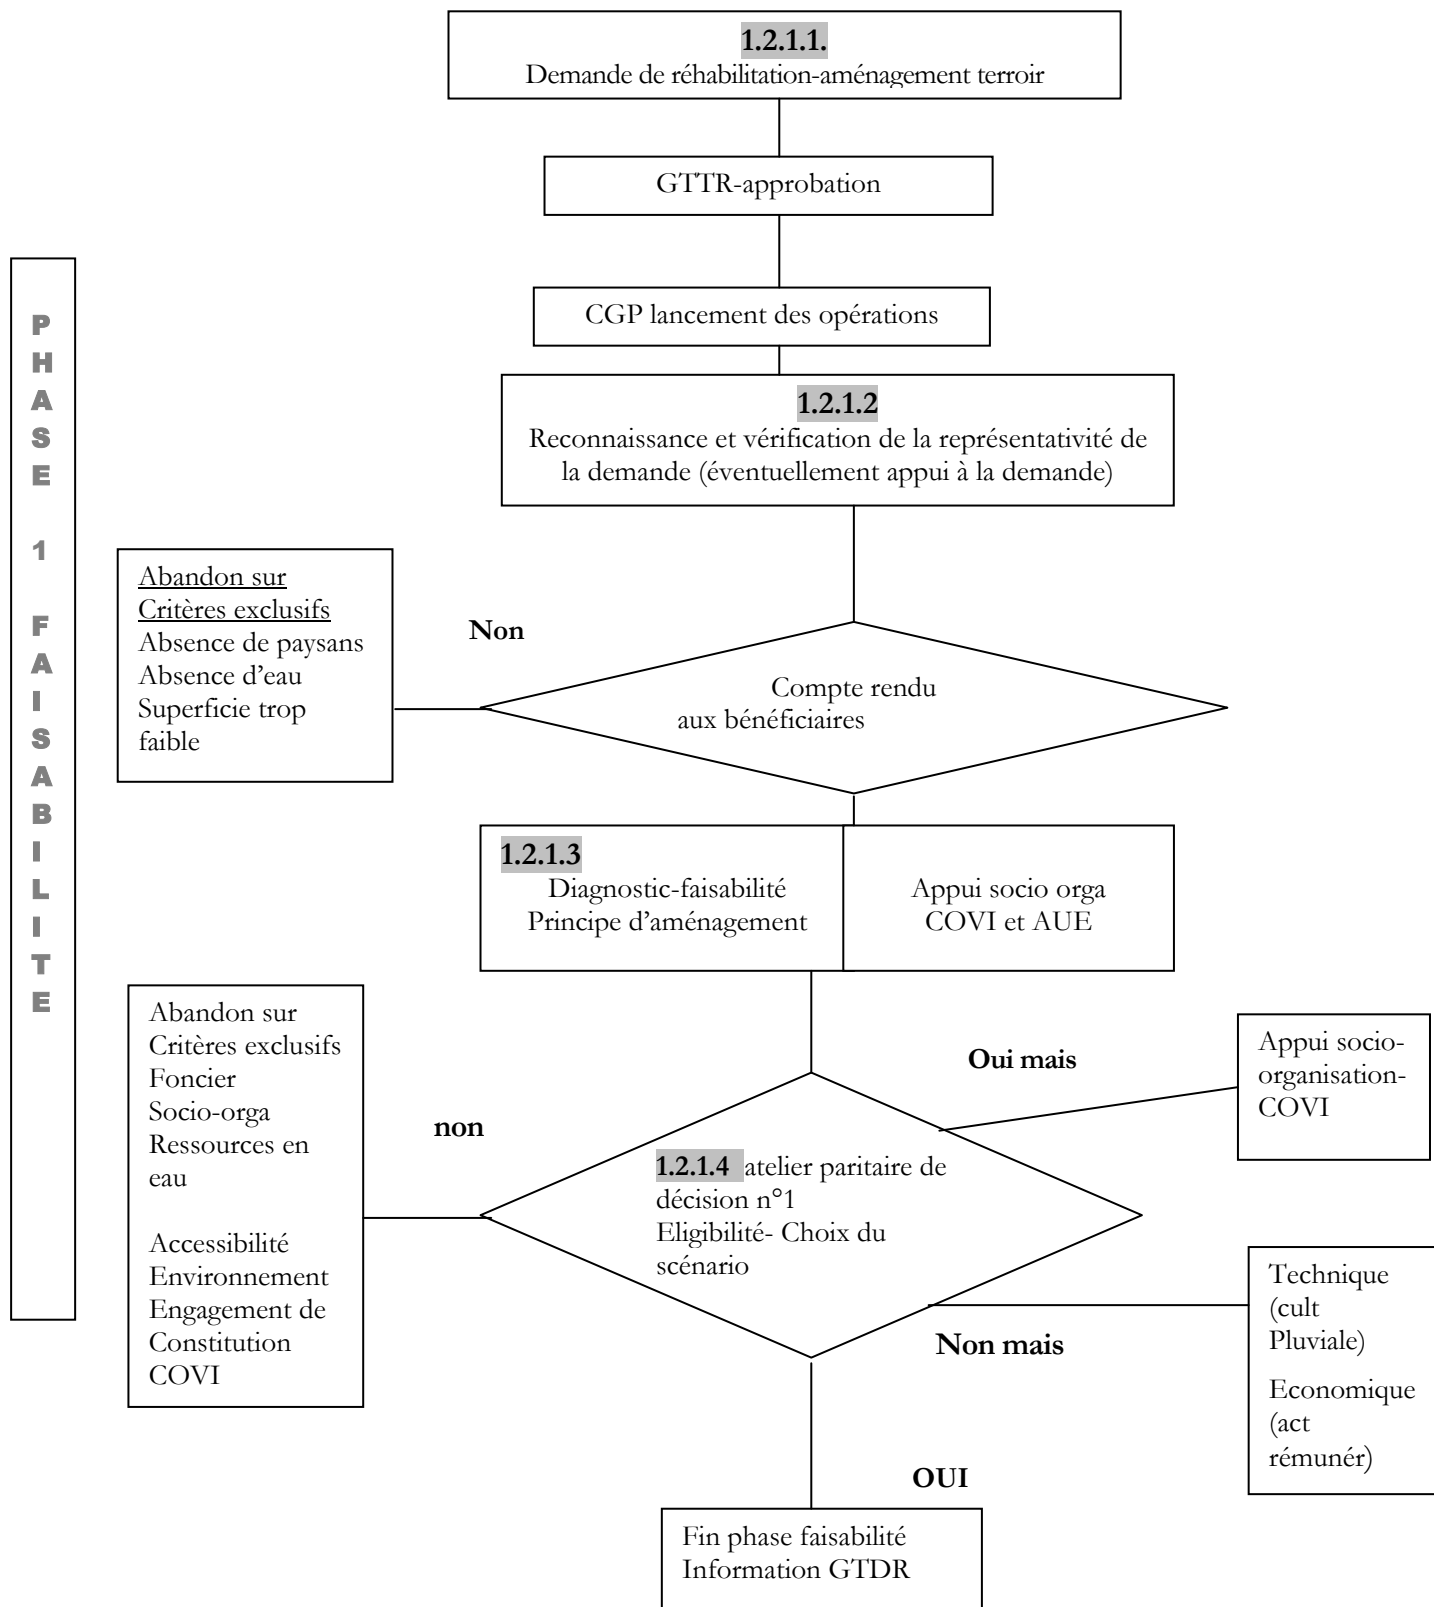 1.2.1.1.
Demande de réhabilitation-aménagement terroir
GTTR-approbation
CGP lancement des opérations
1.2.1.2
Reconnaissance et vérification de la représentativité de
la demande (éventuellement appui à la demande)
P
H
A
S
E
1
F
A
I
S
A
B
I
L
I
T
E
Abandon sur
Critères exclusifs
Absence de paysans
Absence d'eau
Superficie trop
faible
Non
Compte rendu
aux bénéficiaires
1.2.1.3
Diagnostic-faisabilité
Principe d'aménagement
Appui socio orga
COVI et AUE
Abandon sur
Critères exclusifs
Foncier
Socio-orga
Ressources en
eau
Accessibilité
Environnement
Engagement de
Constitution
COVI
non
Oui mais
Appui socio-
organisation-
COVI
1.2.1.4 atelier paritaire de
décision n°1
Eligibilité- Choix du
scénario
Non mais
Technique
(cult
Pluviale)
Economique
(act
rémunér)
OUI
Fin phase faisabilité
Information GTDR